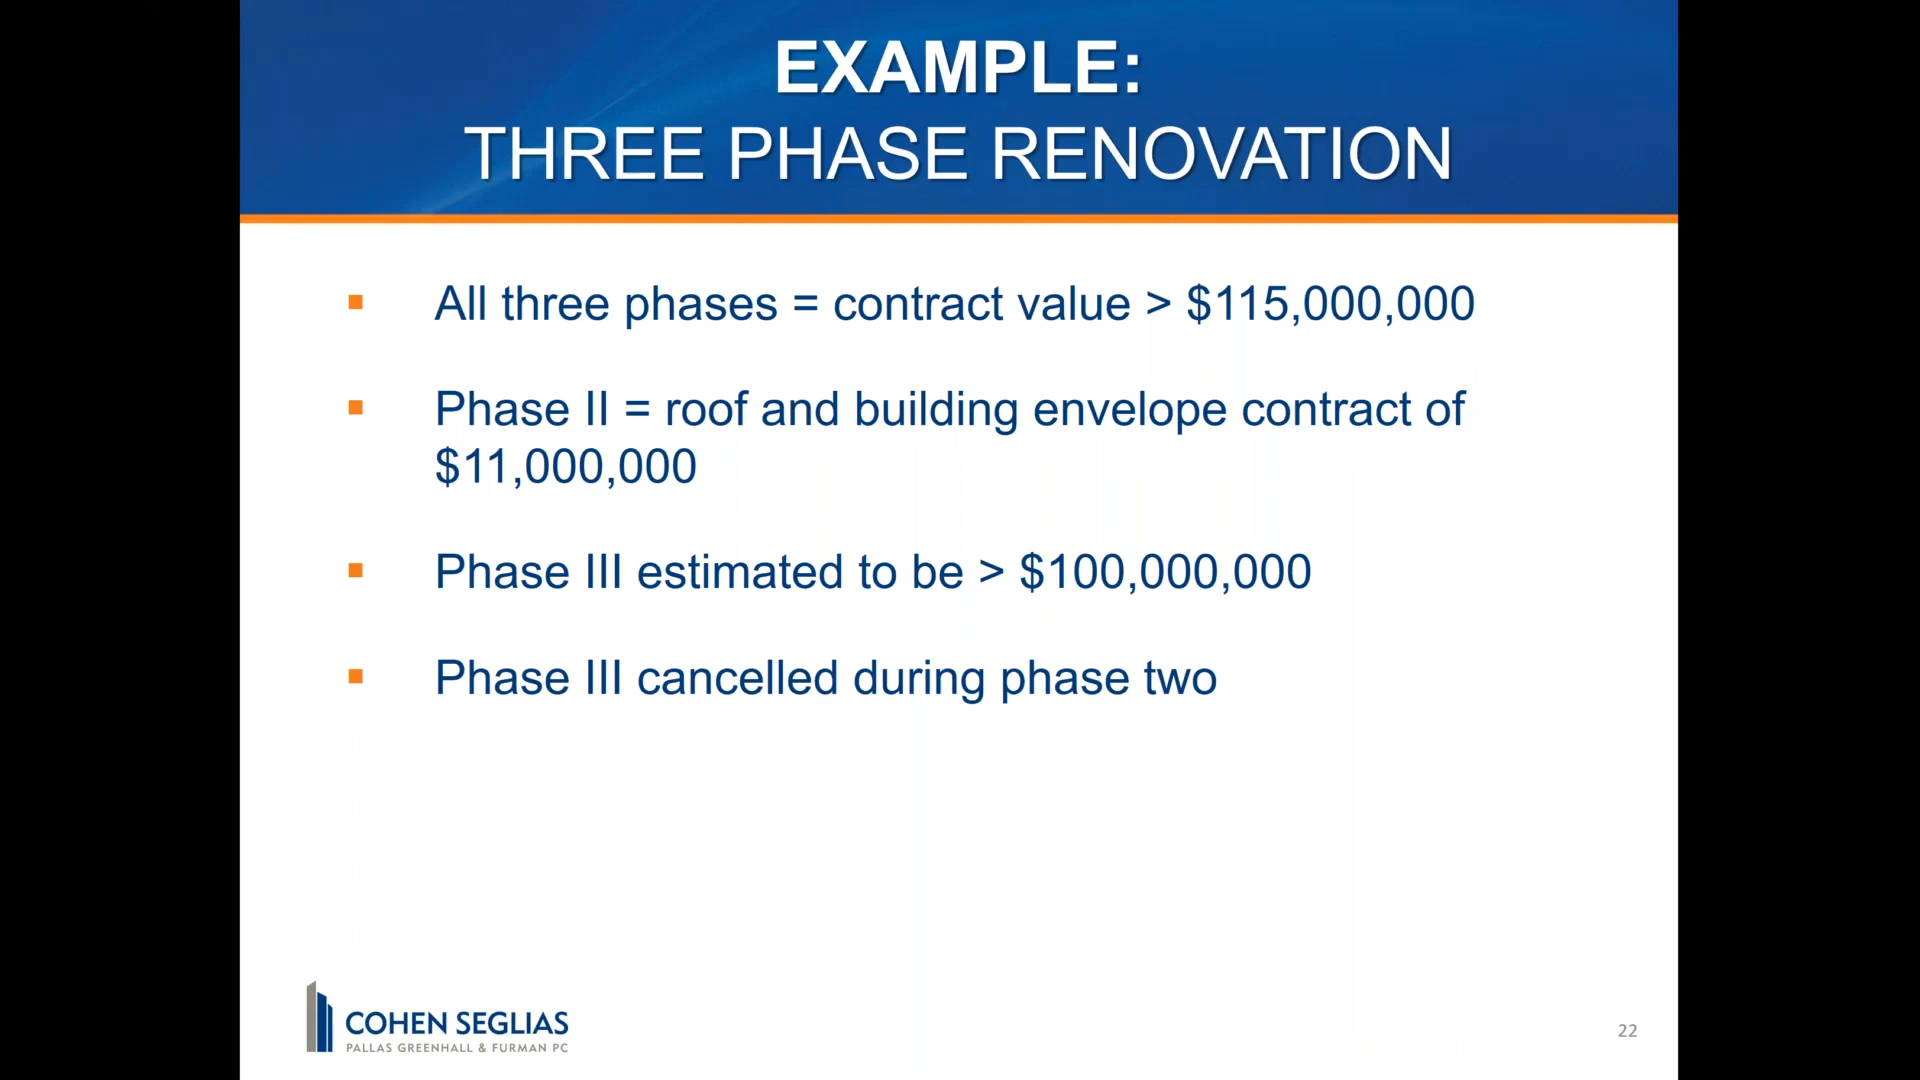 EXAMPLE:
THREE PHASE RENOVATION
▪ All three phases = contract value > $115,000,000
▪ Phase II = roof and building envelope contract of
$11,000,000
▪ Phase III estimated to be > $100,000,000
▪ Phase III cancelled during phase two
COHEN SEGLIAS
PALLAS GREENHALL & FURMAN PC
22